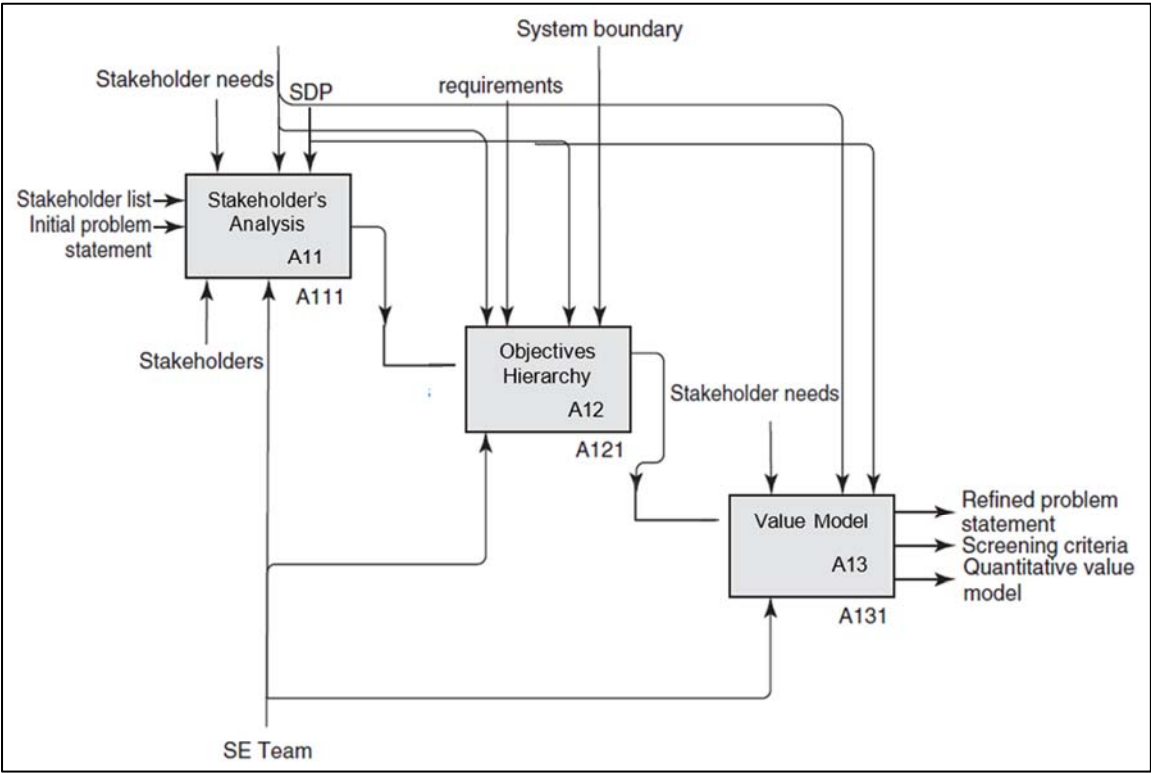 System boundary
Stakeholder needs
SDP
requirements
Stakeholder list
Initial problem
statement
Stakeholder's
Analysis
A11
A111
Stakeholders
Objectives
Hierarchy
A12
A121
Stakeholder needs
Value Model
A13
A131
Refined problem
statement
Screening criteria
Quantitative value
model
SE Team